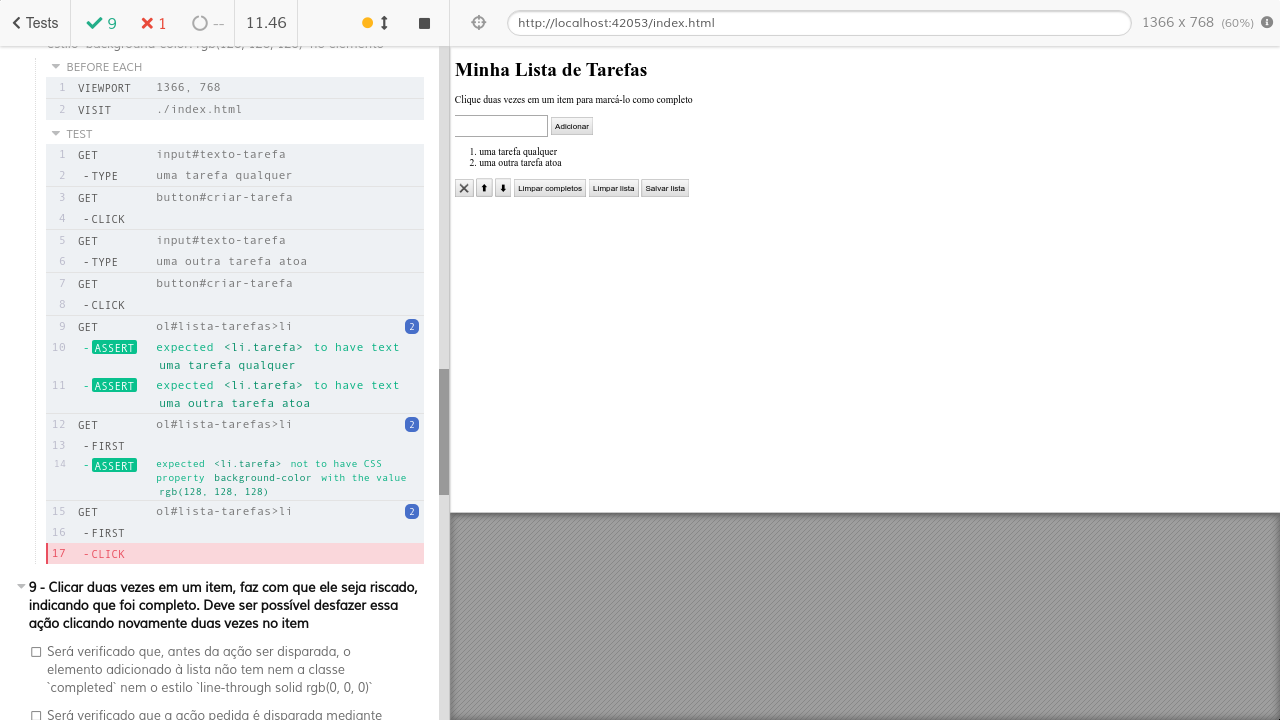 Tests 9 1 -- 11.46 http://localhost:42053/index.html 1366 x 768 (60%)
estilo `background-color: rgb(128, 128, 128)` no elemento
BEFORE EACH
1 VIEWPORT 1366, 768
2 VISIT ./index.html
TEST
1 GET input#texto-tarefa
2 -TYPE uma tarefa qualquer
3 GET button#criar-tarefa
4 -CLICK
5 GET input#texto-tarefa
6 -TYPE uma outra tarefa atoa
7 GET button#criar-tarefa
8 -CLICK
9 GET ol#lista-tarefas>li 2
10 -ASSERT expected <li.tarefa> to have text
uma tarefa qualquer
11 -ASSERT expected <li.tarefa> to have text
uma outra tarefa atoa
12 GET ol#lista-tarefas>li 2
13 -FIRST
14 -ASSERT expected <li.tarefa> not to have CSS
property background-color with the value
rgb(128, 128, 128)
15 GET ol#lista-tarefas>li 2
16 -FIRST
17 -CLICK
9 - Clicar duas vezes em um item, faz com que ele seja riscado,
indicando que foi completo. Deve ser possível desfazer essa
ação clicando novamente duas vezes no item
Será verificado que, antes da ação ser disparada, o
elemento adicionado à lista não tem nem a classe
`completed` nem o estilo `line-through solid rgb(0, 0, 0)`
Será verificado que a ação pedida é disparada mediante
Minha Lista de Tarefas
Clique duas vezes em um item para marcá-lo como completo
Adicionar
1. uma tarefa qualquer
2. uma outra tarefa atoa
Limpar completos Limpar lista Salvar lista